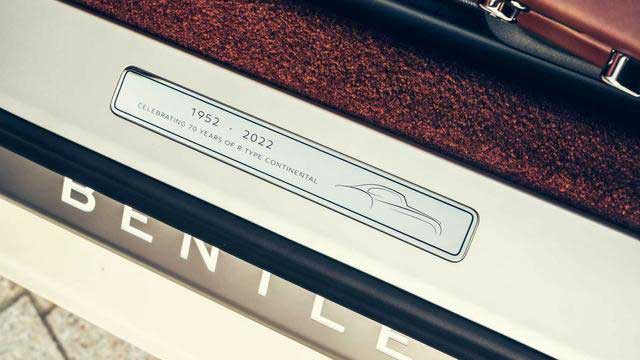 1952 · 2022
CELEBRATING 70 YEARS OF R-TYPE CONTINENTAL
BENTLE